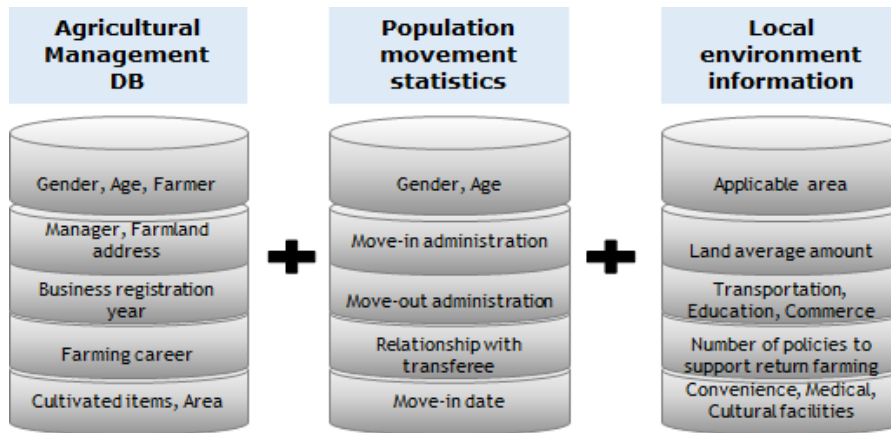 Agricultural
Management
DB
Gender, Age, Farmer
Manager, Farmland
address
Business registration
year
Farming career
Cultivated items, Area
Population
movement
statistics
Gender, Age
Move-in administration
Move-out administration
Relationship with
transferee
Move-in date
Local
environment
information
Applicable area
Land average amount
Transportation,
Education, Commerce
Number of policies to
support return farming
Convenience, Medical,
Cultural facilities